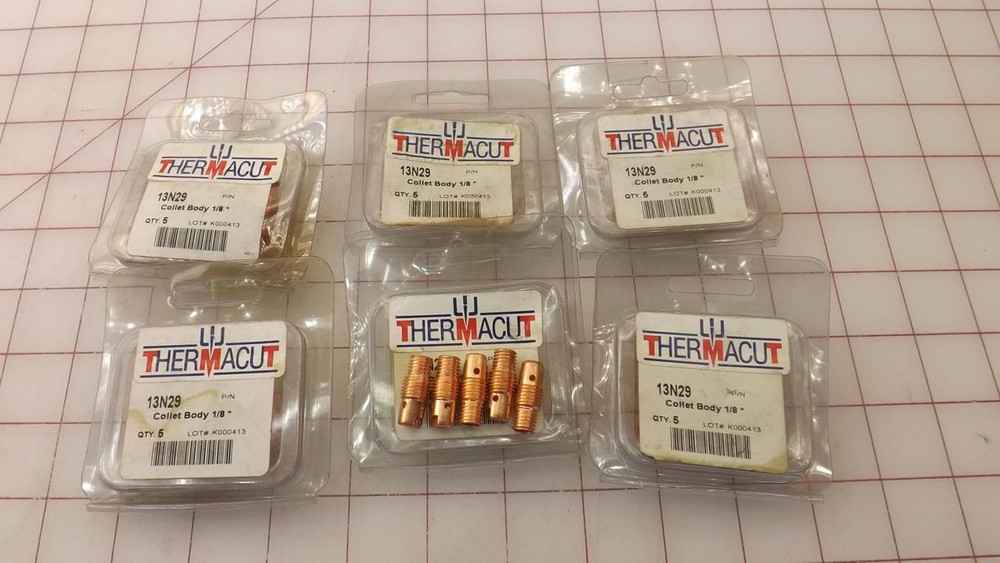 THERMACUT
13N29 P/N
Collet Body 1/8 "
QTY. 5 LOT# K000413
THERMACUT
13N29 P/N
Collet Body 1/8 "
QTY. 5 LOT# K000413
THERMACUT
13N29 P/N
Collet Body 1/8 "
QTY. 5 LOT# K000413
THERMACUT
13N29 P/N
Collet Body 1/8 "
QTY. 5 LOT# K000413
THERMACUT
THERMACUT
13N29 P/N
Collet Body 1/8 "
QTY. 5 LOT# K000413